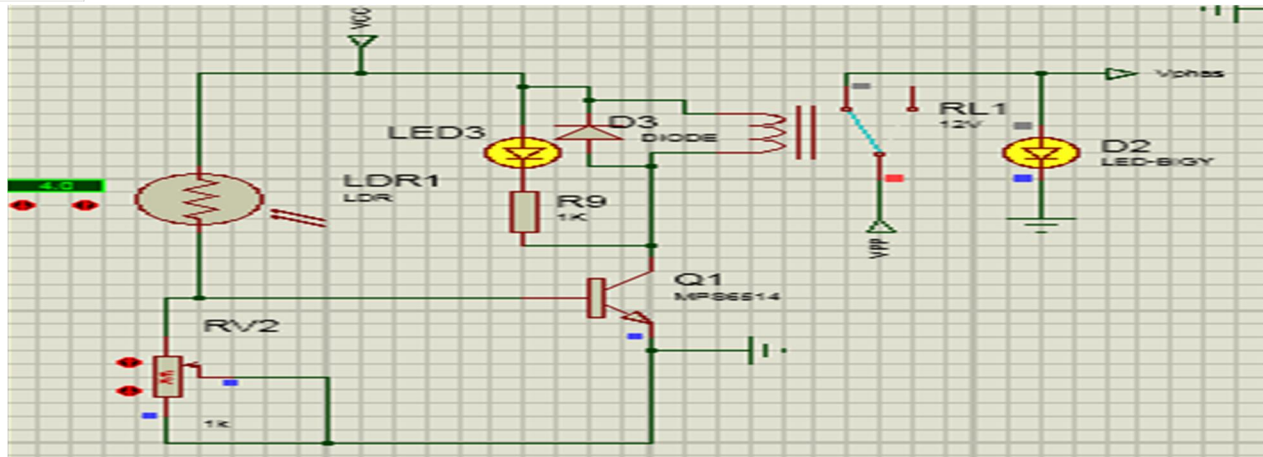 VCC
Vphas
LED3
D3
DIODE
RL1
12V
D2
LED-BIGY
4.0
LDR1
LDR
R9
1K
VPP
Q1
MPS6514
RV2
1k